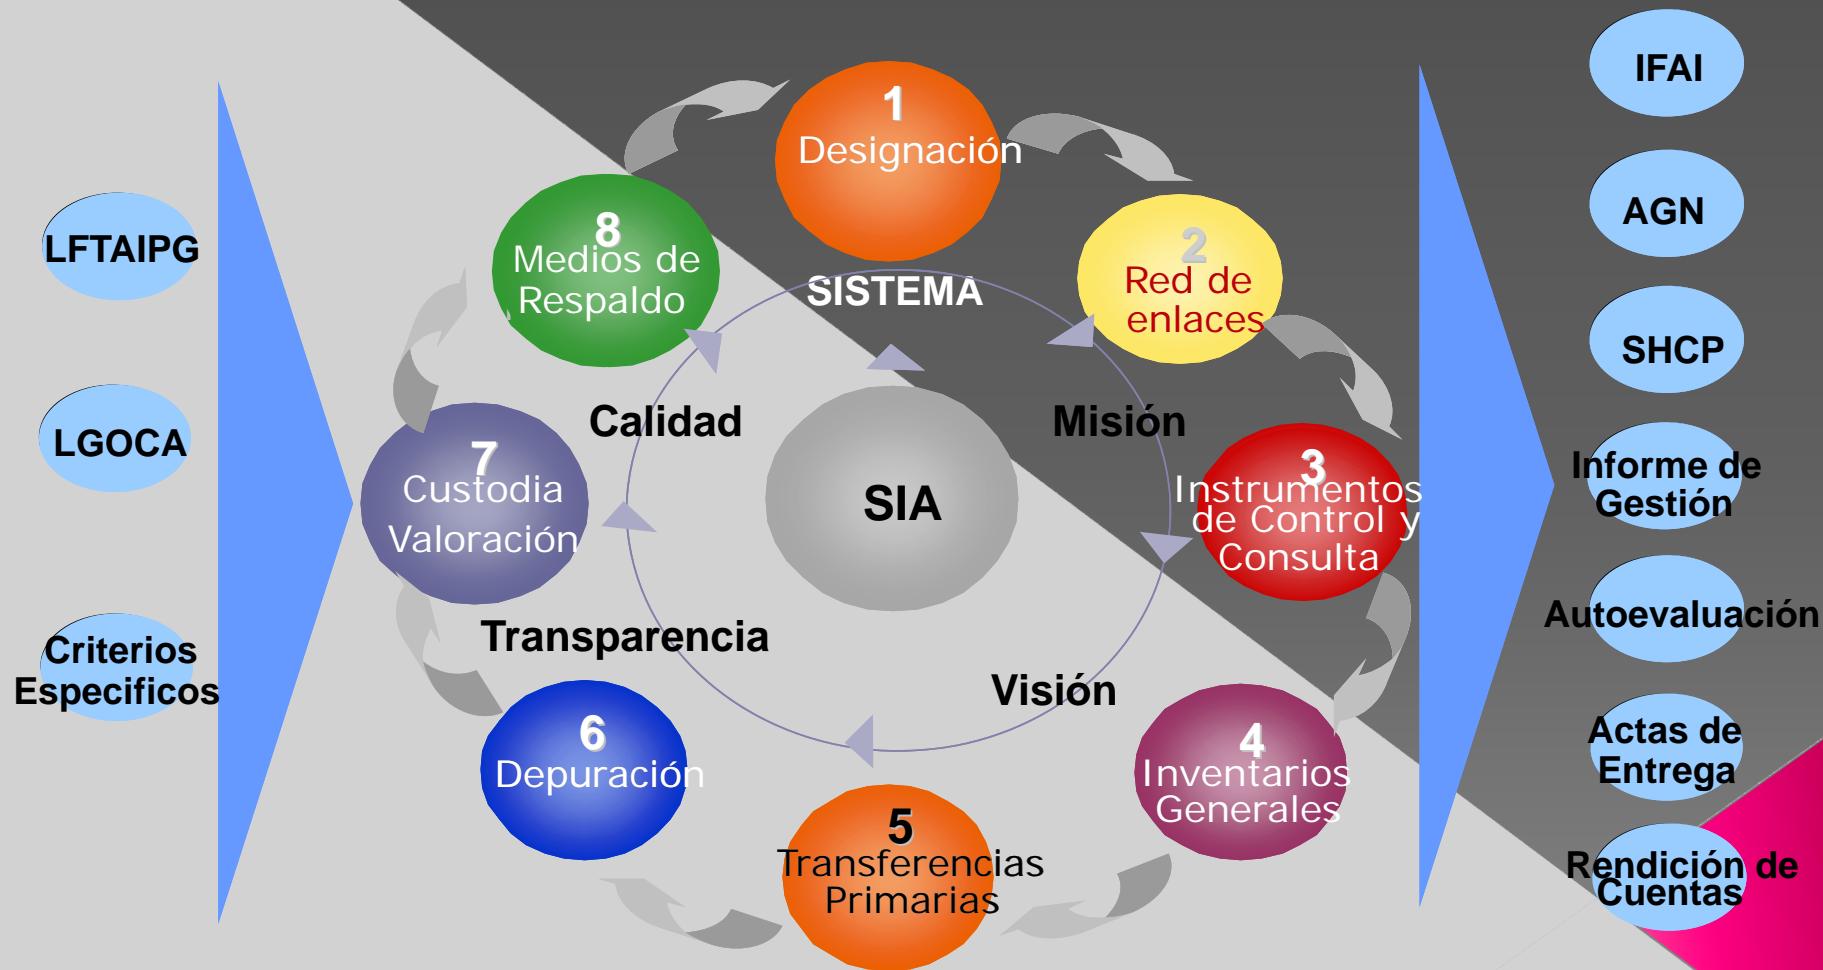 LFTAIPG
LGOCA
Criterios
Especificos
1
Designación
2
Red de
enlaces
3
Instrumentos
de Control y
Consulta
4
Inventarios
Generales
5
Transferencias
Primarias
6
Depuración
7
Custodia
Valoración
8
Medios de
Respaldo
SISTEMA
Calidad
Misión
SIA
Transparencia
Visión
IFAI
AGN
SHCP
Informe de
Gestión
Autoevaluación
Actas de
Entrega
Rendición de
Cuentas